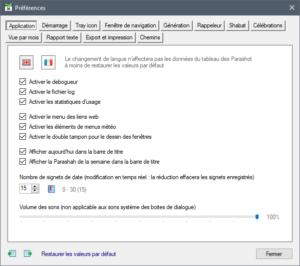 Préférences
Application Démarrage Tray icon Fenêtre de navigation Génération Rappeleur Shabat Célébrations
Vue par mois Rapport texte Export et impression Chemins
Le changement de langue n'affectera pas les données du tableau des Parashot
à moins de restaurer les valeurs par défaut
Activer le debogueur
Activer le fichier log
Activer les statistiques d'usage
Activer le menu des liens web
Activer les éléments de menus météo
Activer le double tampon pour le dessin des fenêtres
Afficher aujourd'hui dans la barre de titre
Afficher la Parashah de la semaine dans la barre de titre
Nombre de signets de date (modification en temps réel : la réduction effacera les signets enregistrés)
15 0 - 30 (15)
Volume des sons (non applicable aux sons système des boites de dialogue)
100%
Restaurer les valeurs par défaut
Fermer